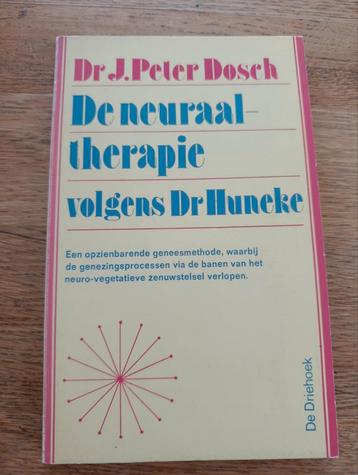 Dr J. Peter Dosch
De neuraal-
therapie
volgens Dr Huneke
Een opzienbarende geneesmethode, waarbij
de genezingsprocessen via de banen van het
neuro-vegetatieve zenuwstelsel verlopen.
De Driehoek